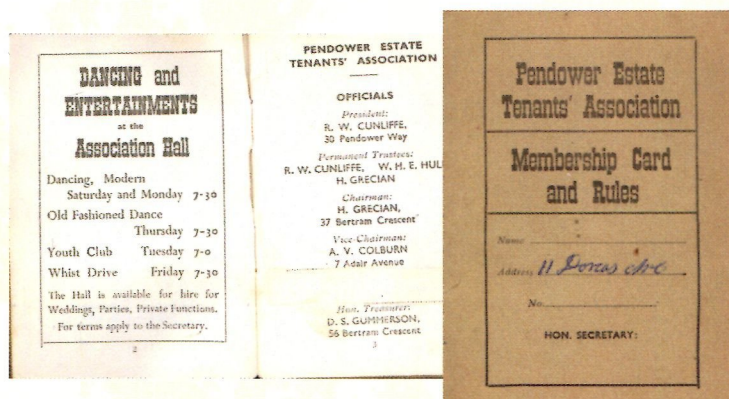 DANCING and
ENTERTAINMENTS
at the
Association Hall
Dancing, Modern
Saturday and Monday 7-30
Old Fashioned Dance
Thursday 7-30
Youth Club Tuesday 7-0
Whist Drive Friday 7-30
The Hall is available for hire for
Weddings, Parties, Private Functions.
For terms apply to the Secretary.
2
PENDOWER ESTATE
TENANTS' ASSOCIATION
OFFICIALS
President:
R. W. CUNLIFFE,
30 Pendower Way
Permanent Trustees:
R. W. CUNLIFFE, W. H. E. HUL
H. GRECIAN
Chairman:
H. GRECIAN,
37 Bertram Crescent
Vice-Chairman:
A. V. COLBURN
7 Adair Avenue
Hon. Treasurer:
D. S. GUMMERSON,
56 Bertram Crescent
3
Pendower Estate
Tenants' Association
Membership Card
and Rules
Name
Address 11 Dorcas Ave
No.
HON. SECRETARY: